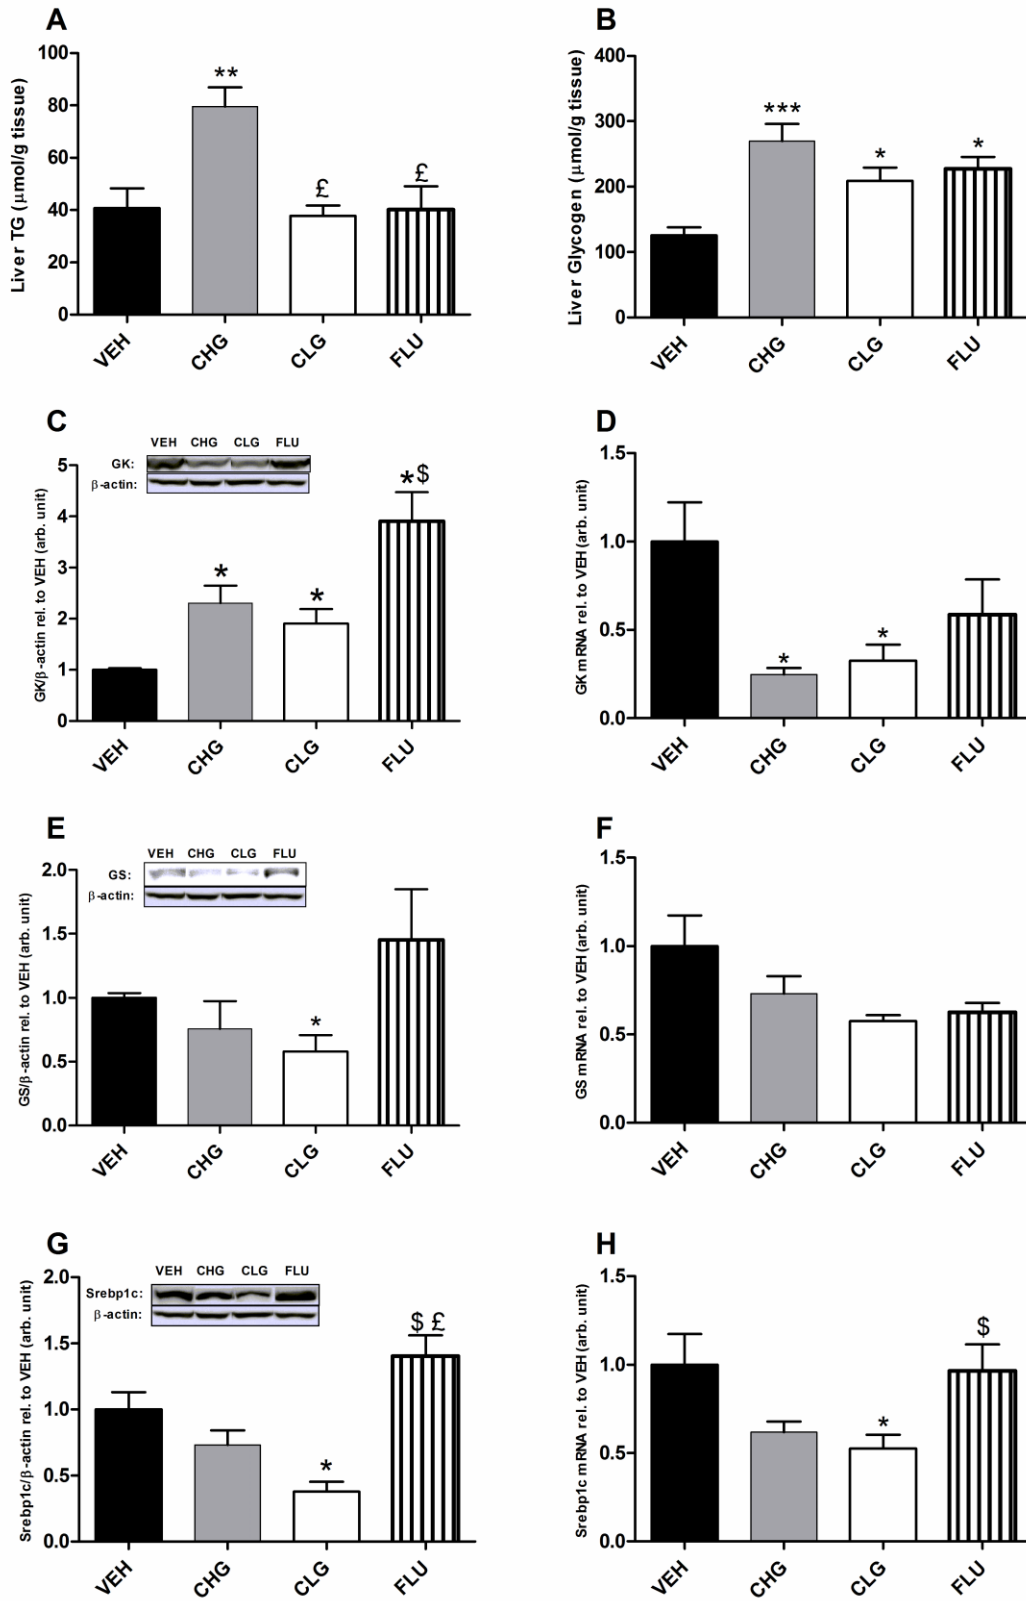 A
Liver TG (μmol/g tissue)
100
80
60
40
20
0
**
£
£
VEH
CHG
CLG
FLU
B
Liver Glycogen (μmol/g tissue)
400
300
200
100
0
***
*
*
VEH
CHG
CLG
FLU
C
VEH CHG CLG FLU
GK:
β-actin:
GK/β-actin rel. to VEH (arb. unit)
5
4
3
2
1
0
*
*
*$
VEH
CHG
CLG
FLU
D
GK mRNA rel. to VEH (arb. unit)
1.5
1.0
0.5
0.0
*
*
VEH
CHG
CLG
FLU
E
VEH CHG CLG FLU
GS:
β-actin:
GS/β-actin rel. to VEH (arb. unit)
2.0
1.5
1.0
0.5
0.0
*
VEH
CHG
CLG
FLU
F
GS mRNA rel. to VEH (arb. unit)
1.5
1.0
0.5
0.0
VEH
CHG
CLG
FLU
G
VEH CHG CLG FLU
Srebp1c:
β-actin:
Srebp1c/β-actin rel. to VEH (arb. unit)
2.0
1.5
1.0
0.5
0.0
*
$ £
VEH
CHG
CLG
FLU
H
Srebp1c mRNA rel. to VEH (arb. unit)
1.5
1.0
0.5
0.0
*
$
VEH
CHG
CLG
FLU